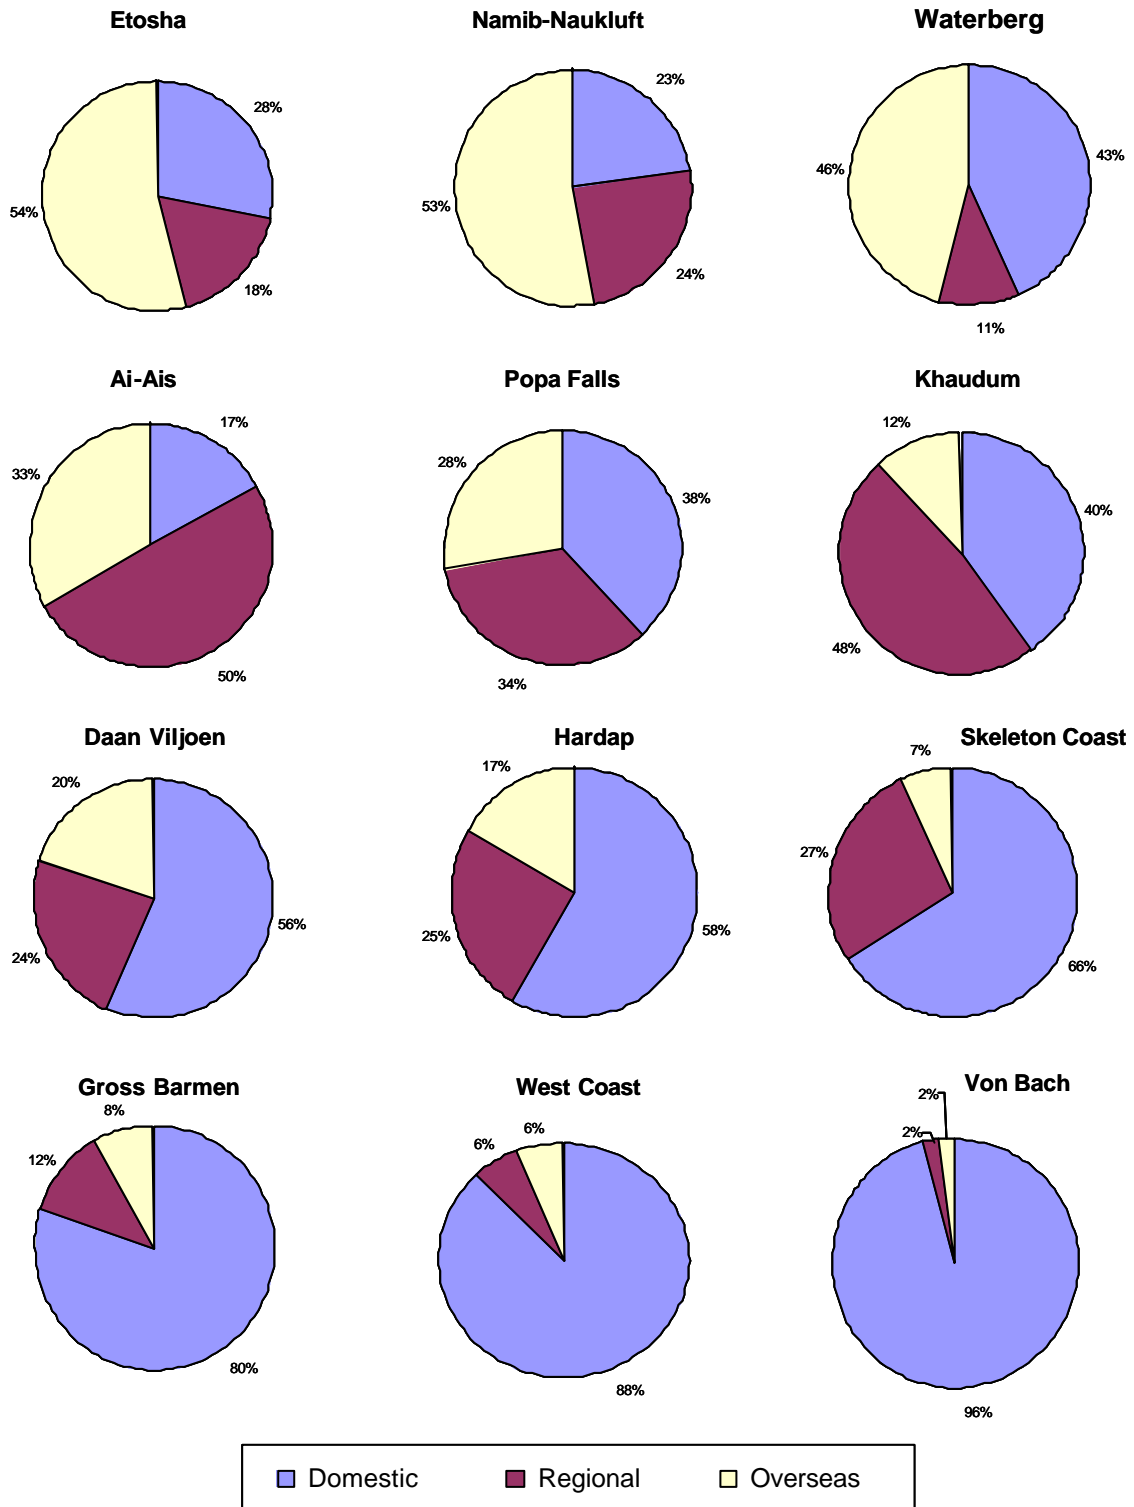 Etosha
Namib-Naukluft
Waterberg
28%
54%
18%
23%
53%
24%
46%
43%
11%
Ai-Ais
Popa Falls
Khaudum
17%
33%
50%
28%
38%
34%
12%
40%
48%
Daan Viljoen
Hardap
Skeleton Coast
20%
56%
24%
17%
58%
25%
7%
27%
66%
Gross Barmen
West Coast
Von Bach
8%
12%
80%
6%
6%
88%
2%
2%
96%
Domestic
Regional
Overseas